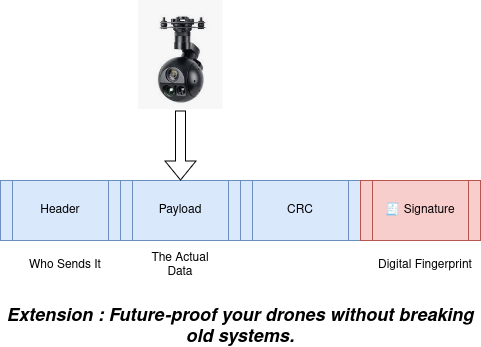 Header
Payload
CRC
🧾 Signature
Who Sends It
The Actual
Data
Digital Fingerprint
Extension : Future-proof your drones without breaking
old systems.